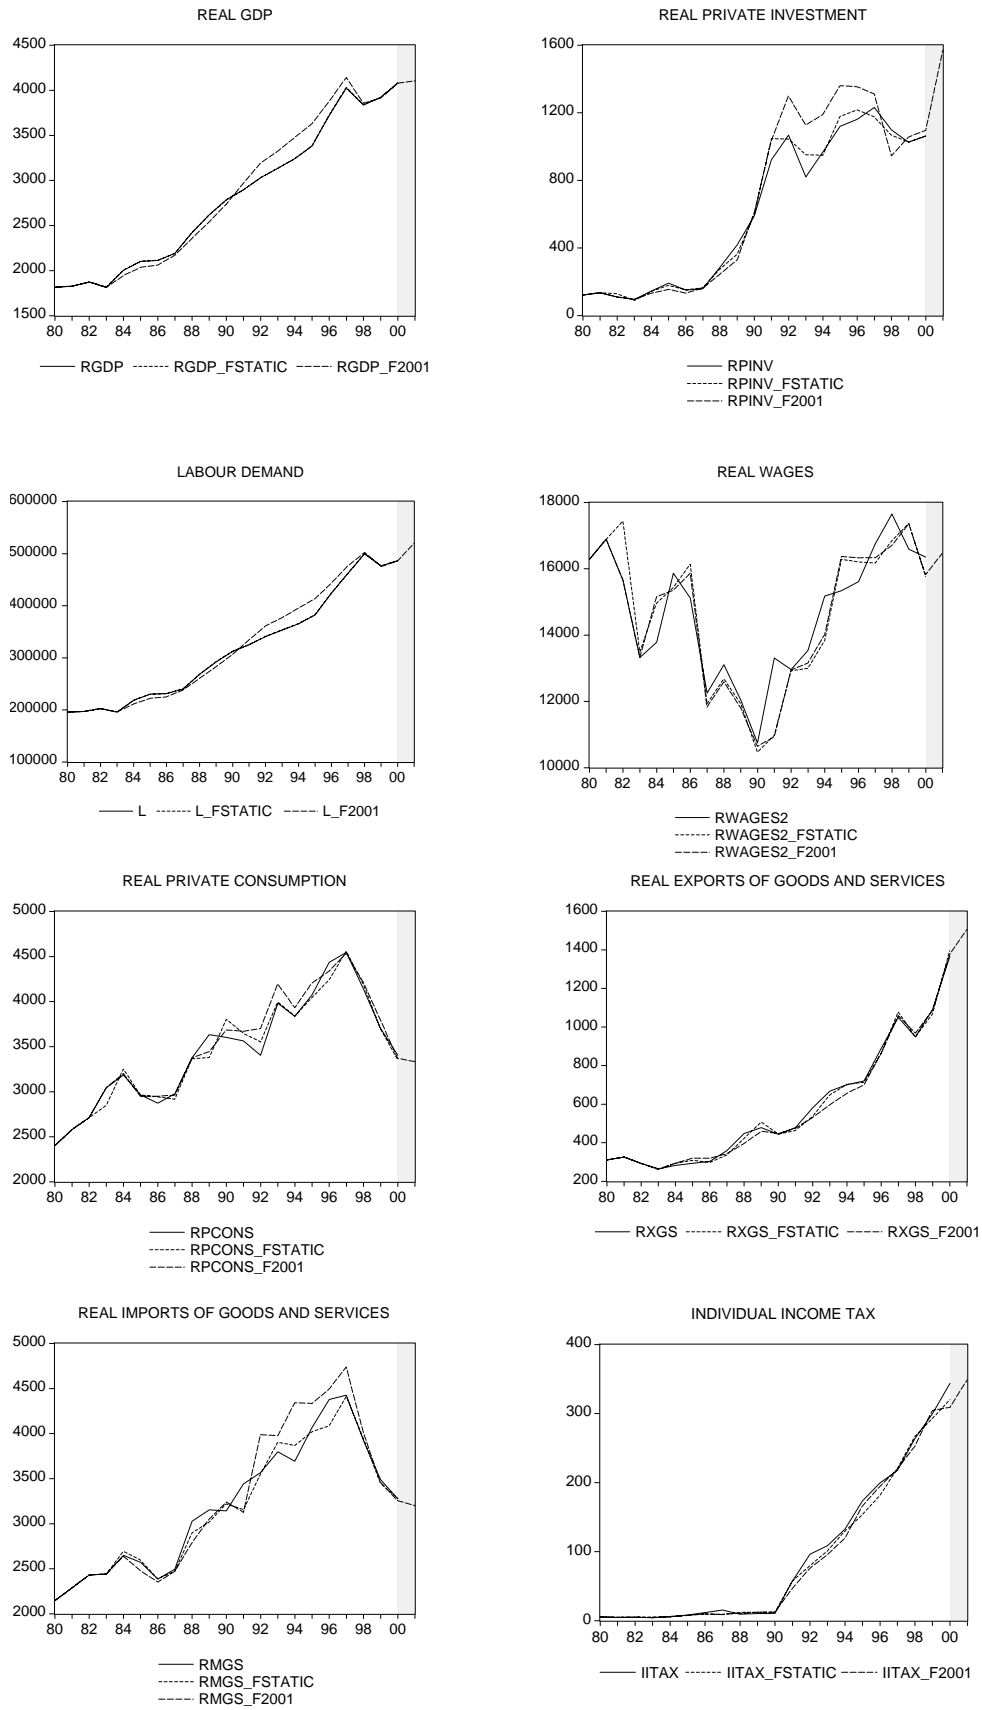 REAL GDP
4500
4000
3500
3000
2500
2000
1500
80 82 84 86 88 90 92 94 96 98 00
RGDP RGDP_FSTATIC RGDP_F2001
REAL PRIVATE INVESTMENT
1600
1200
800
400
0
80 82 84 86 88 90 92 94 96 98 00
RPINV
RPINV_FSTATIC
RPINV_F2001
LABOUR DEMAND
600000
500000
400000
300000
200000
100000
80 82 84 86 88 90 92 94 96 98 00
L L_FSTATIC L_F2001
REAL WAGES
18000
16000
14000
12000
10000
80 82 84 86 88 90 92 94 96 98 00
RWAGES2
RWAGES2_FSTATIC
RWAGES2_F2001
REAL PRIVATE CONSUMPTION
5000
4500
4000
3500
3000
2500
2000
80 82 84 86 88 90 92 94 96 98 00
RPCONS
RPCONS_FSTATIC
RPCONS_F2001
REAL EXPORTS OF GOODS AND SERVICES
1600
1400
1200
1000
800
600
400
200
80 82 84 86 88 90 92 94 96 98 00
RXGS RXGS_FSTATIC RXGS_F2001
REAL IMPORTS OF GOODS AND SERVICES
5000
4500
4000
3500
3000
2500
2000
80 82 84 86 88 90 92 94 96 98 00
RMGS
RMGS_FSTATIC
RMGS_F2001
INDIVIDUAL INCOME TAX
400
300
200
100
0
80 82 84 86 88 90 92 94 96 98 00
IITAX IITAX_FSTATIC IITAX_F2001